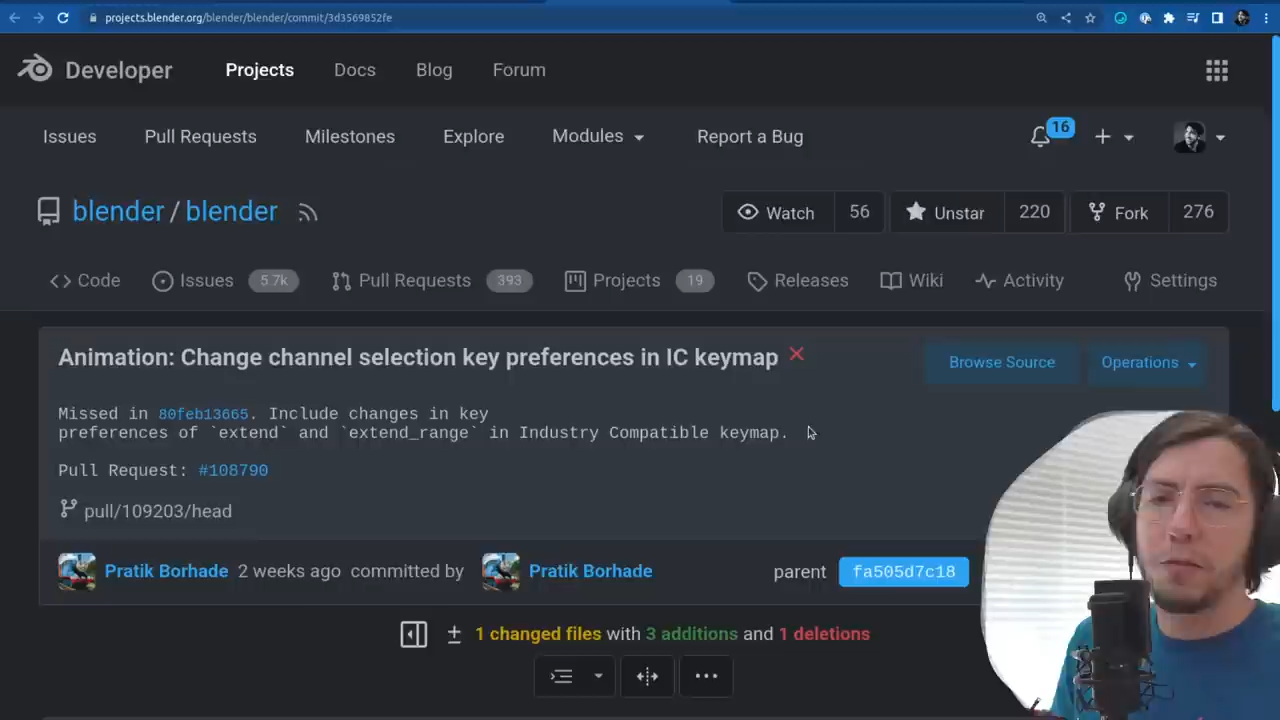 projects.blender.org/blender/blender/commit/3d3569852fe
Developer Projects Docs Blog Forum
Issues Pull Requests Milestones Explore Modules Report a Bug 16
blender / blender Watch 56 Unstar 220 Fork 276
Code Issues 5.7k Pull Requests 393 Projects 19 Releases Wiki Activity Settings
Animation: Change channel selection key preferences in IC keymap Browse Source Operations
Missed in 80feb13665. Include changes in key
preferences of `extend` and `extend_range` in Industry Compatible keymap.
Pull Request: #108790
pull/109203/head
Pratik Borhade 2 weeks ago committed by Pratik Borhade parent fa505d7c18
1 changed files with 3 additions and 1 deletions